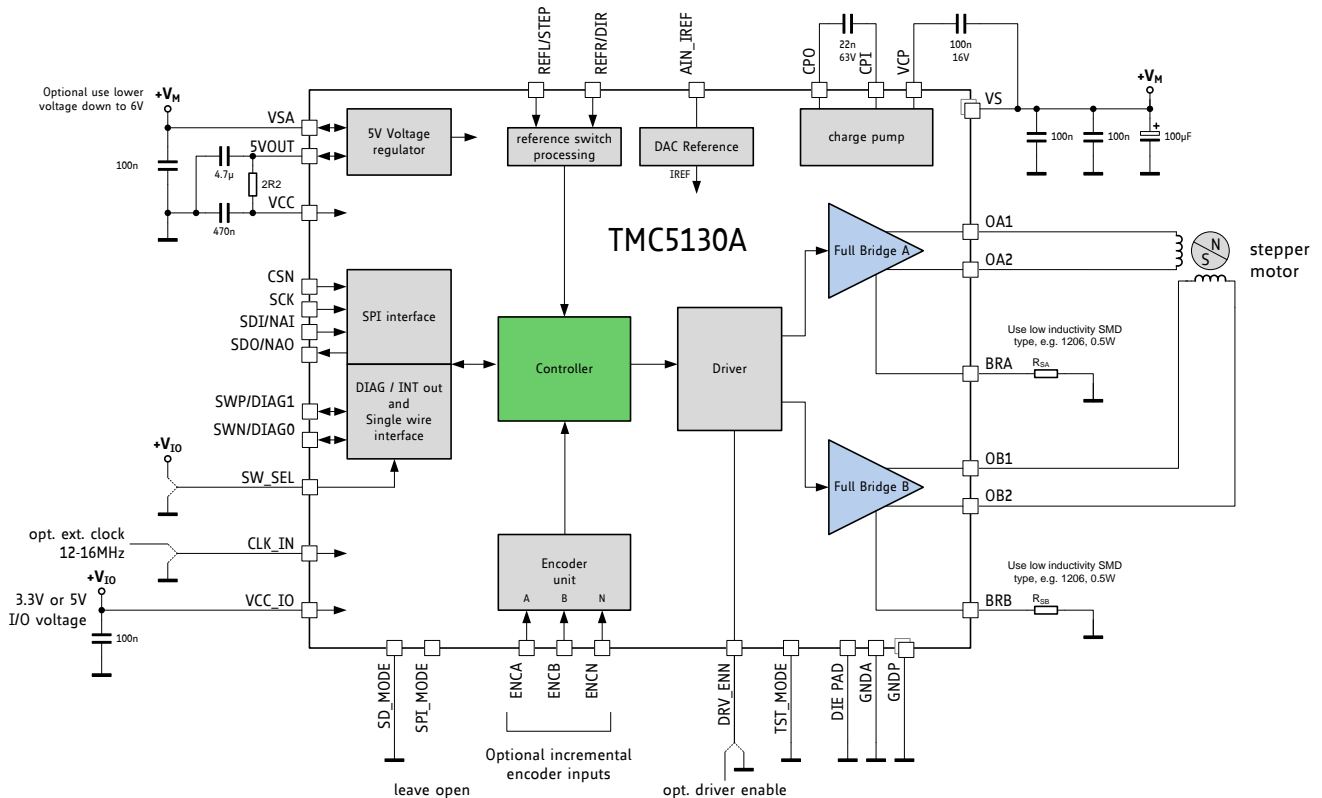 REFL/STEP
REFR/DIR
AIN_IREF
CPO
22n
63V
CPI
VCP
100n
16V
+VM
VS
100n
100n
+
100µF
Optional use lower
voltage down to 6V
+VM
VSA
5VOUT
100n
4.7µ
2R2
VCC
470n
5V Voltage
regulator
reference switch
processing
DAC Reference
IREF
charge pump
TMC5130A
CSN
SCK
SDI/NAI
SDO/NAO
SPI interface
DIAG / INT out
and
Single wire
interface
SWP/DIAG1
SWN/DIAG0
+VIO
SW_SEL
Controller
Driver
Full Bridge A
OA1
OA2
N
S
stepper
motor
Use low inductivity SMD
type, e.g. 1206, 0.5W
BRA
RSA
Full Bridge B
OB1
OB2
Use low inductivity SMD
type, e.g. 1206, 0.5W
BRB
RSB
opt. ext. clock
12-16MHz
CLK_IN
+VIO
3.3V or 5V
I/O voltage
VCC_IO
100n
Encoder
unit
A B N
SD_MODE
SPI_MODE
ENCA
ENCB
ENCN
DRV_ENN
TST_MODE
DIE PAD
GNDA
GNDP
Optional incremental
encoder inputs
leave open
opt. driver enable